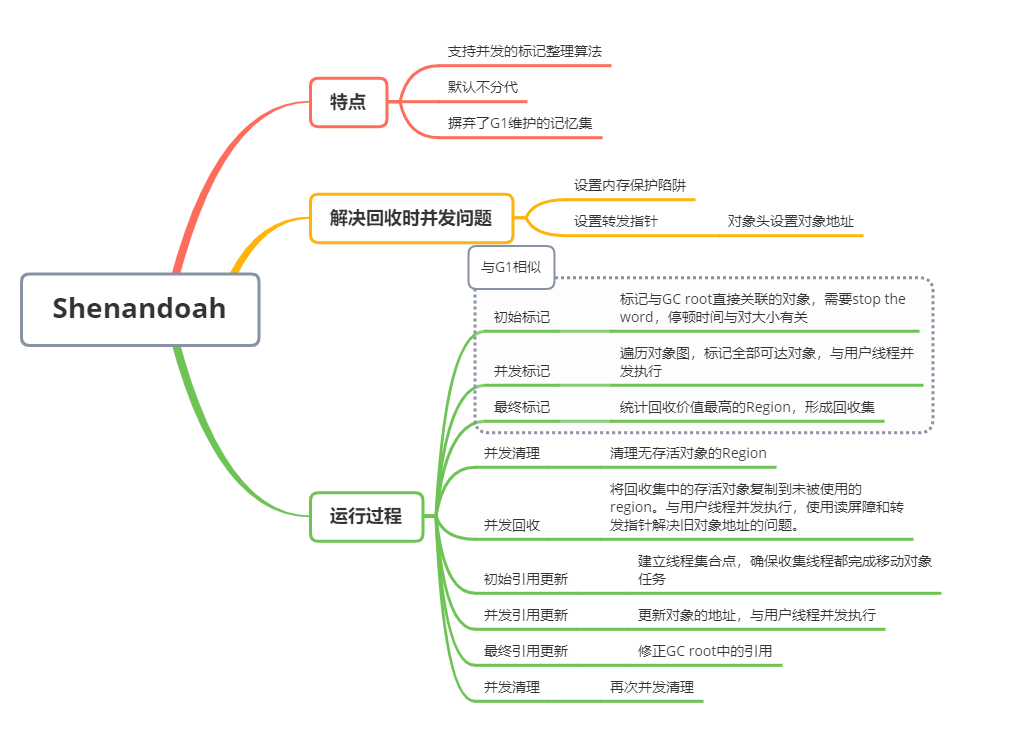 Shenandoah
特点
支持并发的标记整理算法
默认不分代
摒弃了G1维护的记忆集
解决回收时并发问题
设置内存保护陷阱
设置转发指针
对象头设置对象地址
运行过程
与G1相似
初始标记
标记与GC root直接关联的对象，需要stop the
word，停顿时间与对大小有关
并发标记
遍历对象图，标记全部可达对象，与用户线程并
发执行
最终标记
统计回收价值最高的Region，形成回收集
并发清理
清理无存活对象的Region
并发回收
将回收集中的存活对象复制到未被使用的
region。与用户线程并发执行，使用读屏障和转
发指针解决旧对象地址的问题。
初始引用更新
建立线程集合点，确保收集线程都完成移动对象
任务
并发引用更新
更新对象的地址，与用户线程并发执行
最终引用更新
修正GC root中的引用
并发清理
再次并发清理